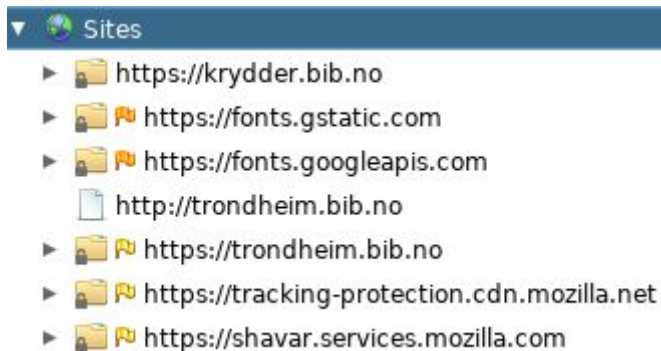 Sites
https://krydder.bib.no
https://fonts.gstatic.com
https://fonts.googleapis.com
http://trondheim.bib.no
https://trondheim.bib.no
https://tracking-protection.cdn.mozilla.net
https://shavar.services.mozilla.com